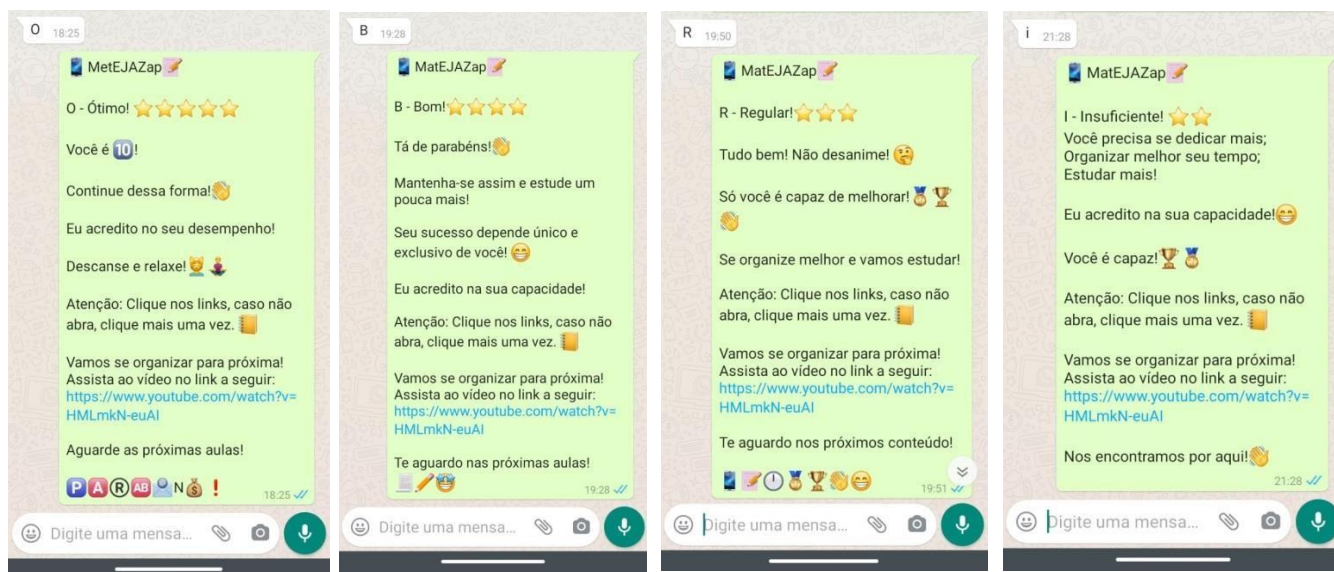 O 18:25
📱 MetEJAZap 📝
O - Ótimo! ⭐⭐⭐⭐⭐
Você é 🔟!
Continue dessa forma!👏
Eu acredito no seu desempenho!
Descanse e relaxe! 💆 🧘
Atenção: Clique nos links, caso não
abra, clique mais uma vez. 📒
Vamos se organizar para próxima!
Assista ao vídeo no link a seguir:
https://www.youtube.com/watch?v=
HMLmkN-euAI
Aguarde as próximas aulas!
🅿️🅰️®️🆎 N💰❗
18:25
Digite uma mensa...
B 19:28
📱 MatEJAZap 📝
B - Bom!⭐⭐⭐⭐
Tá de parabéns!👏
Mantenha-se assim e estude um
pouca mais!
Seu sucesso depende único e
exclusivo de você! 😁
Eu acredito na sua capacidade!
Atenção: Clique nos links, caso não
abra, clique mais uma vez. 📒
Vamos se organizar para próxima!
Assista ao vídeo no link a seguir:
https://www.youtube.com/watch?v=
HMLmkN-euAI
Te aguardo nas próximas aulas!
19:28
Digite uma mensa...
R 19:50
📱 MatEJAZap 📝
R - Regular!⭐⭐⭐
Tudo bem! Não desanime! 🤔
Só você é capaz de melhorar! 🏅 🏆
👏
Se organize melhor e vamos estudar!
Atenção: Clique nos links, caso não
abra, clique mais uma vez. 📒
Vamos se organizar para próxima!
Assista ao vídeo no link a seguir:
https://www.youtube.com/watch?v=
HMLmkN-euAI
Te aguardo nos próximos conteúdo!
19:51
Digite uma mensa...
i 21:28
📱 MatEJAZap 📝
I - Insuficiente! ⭐⭐
Você precisa se dedicar mais;
Organizar melhor seu tempo;
Estudar mais!
Eu acredito na sua capacidade!😁
Você é capaz!🏆 🏅
Atenção: Clique nos links, caso não
abra, clique mais uma vez. 📒
Vamos se organizar para próxima!
Assista ao vídeo no link a seguir:
https://www.youtube.com/watch?v=
HMLmkN-euAI
Nos encontramos por aqui!👏
21:28
Digite uma mensa...